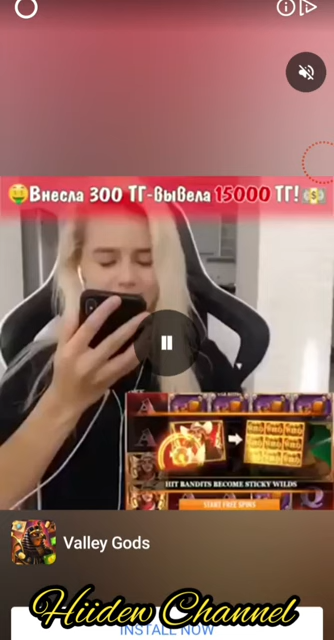 🤑Внесла 300 ТГ-Вывела 15000 ТГ!💸
HIT BANDITS BECOME STICKY WILDS
START FREE SPINS
Valley Gods
Hiidew Channel
INSTALL NOW